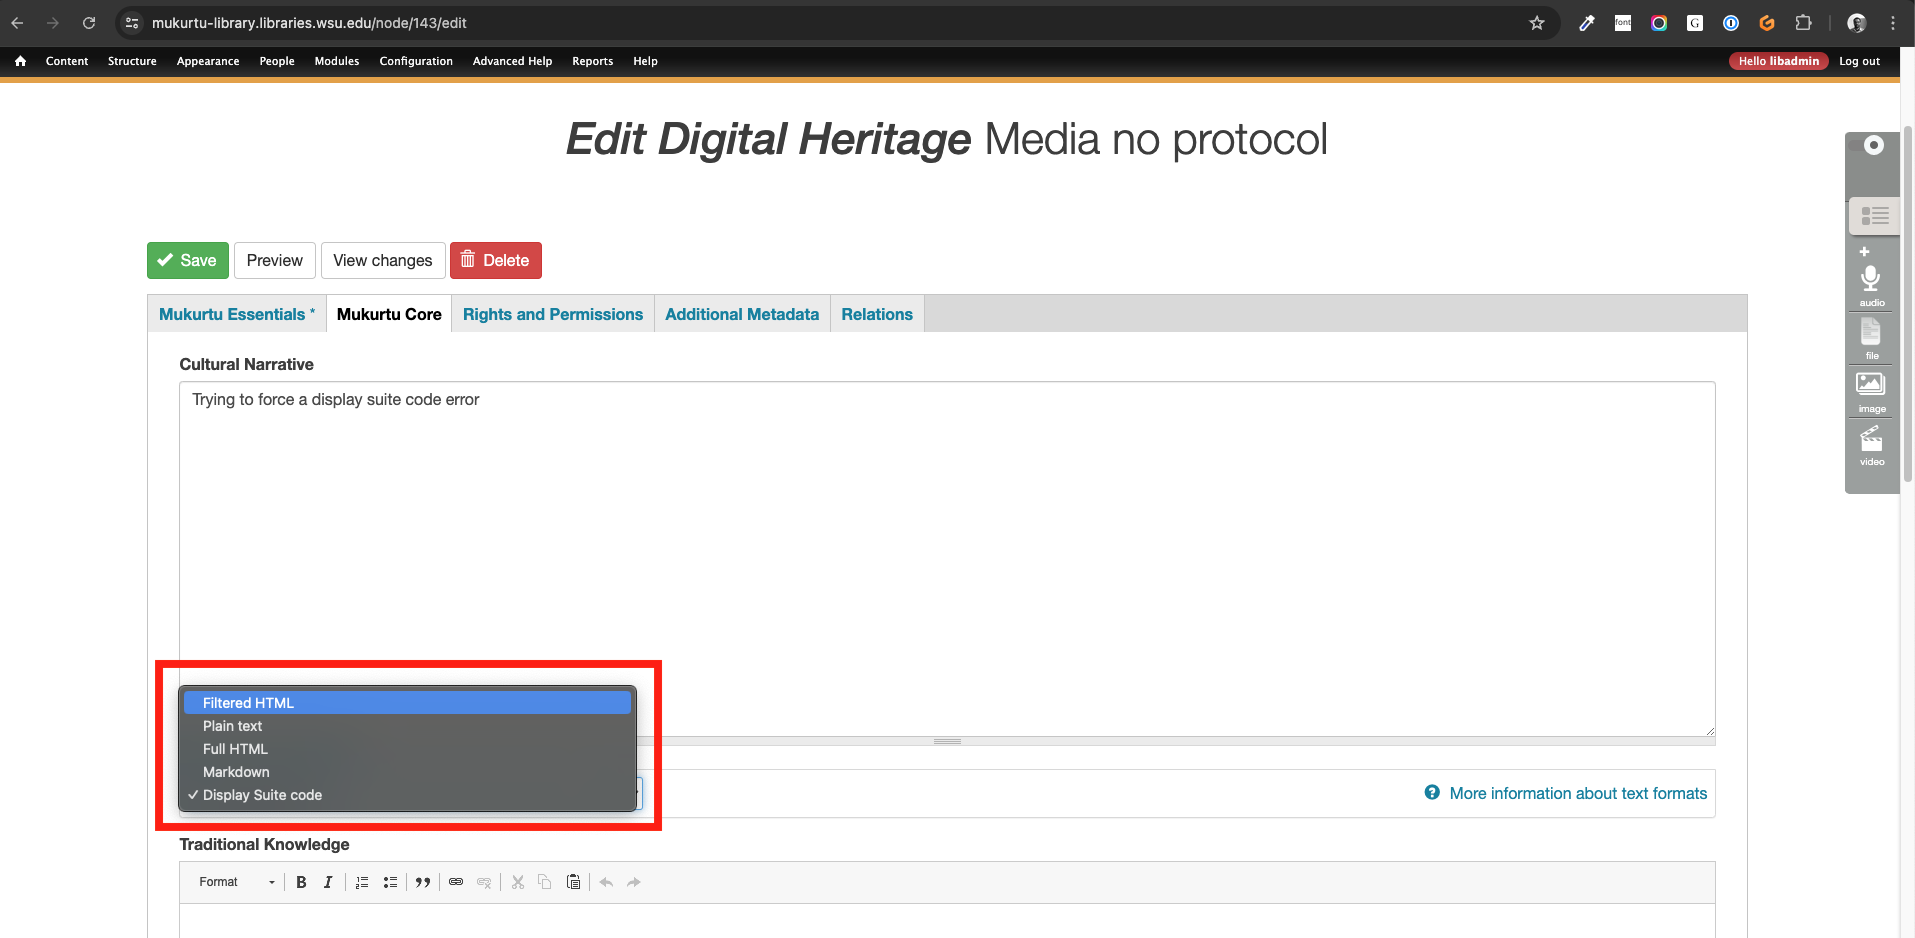 mukurtu-library.libraries.wsu.edu/node/143/edit
font
G
Content Structure Appearance People Modules Configuration Advanced Help Reports Help
Hello libadmin Log out
Edit Digital Heritage Media no protocol
Save Preview View changes Delete
Mukurtu Essentials * Mukurtu Core Rights and Permissions Additional Metadata Relations
audio
file
image
video
Cultural Narrative
Trying to force a display suite code error
Filtered HTML
Plain text
Full HTML
Markdown
✓ Display Suite code
More information about text formats
Traditional Knowledge
Format B I